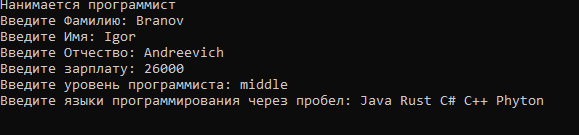 Нанимается программист
Введите Фамилию: Branov
Введите Имя: Igor
Введите Отчество: Andreevich
Введите зарплату: 26000
Введите уровень программиста: middle
Введите языки программирования через пробел: Java Rust C# C++ Phyton